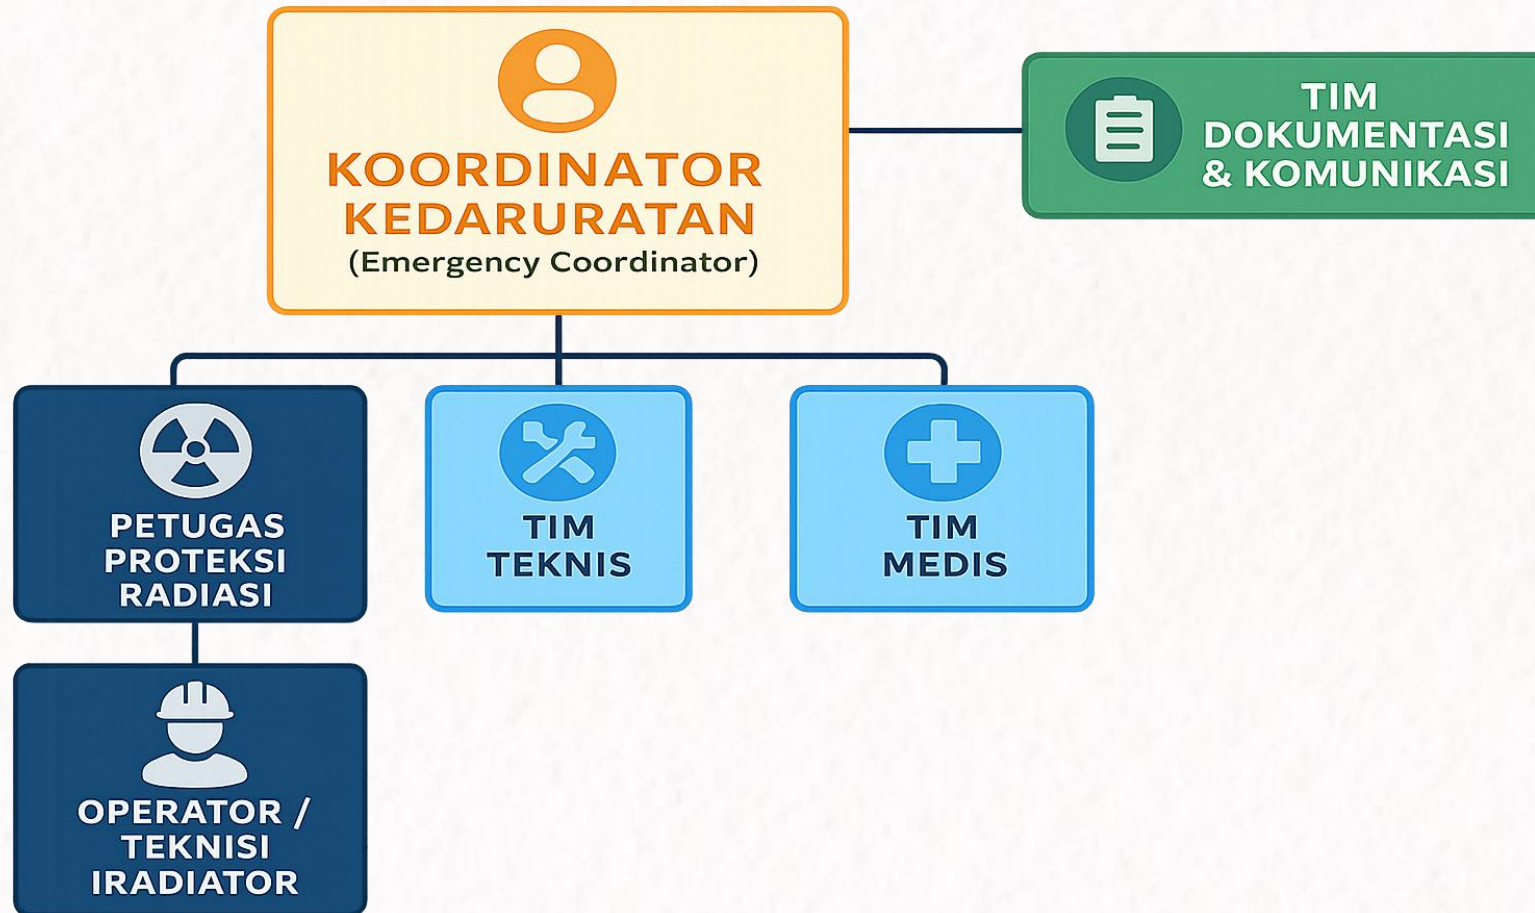 KOORDINATOR
KEDARURATAN
(Emergency Coordinator)
TIM
DOKUMENTASI
& KOMUNIKASI
PETUGAS
PROTEKSI
RADIASI
TIM
TEKNIS
TIM
MEDIS
OPERATOR /
TEKNISI
IRADIATOR